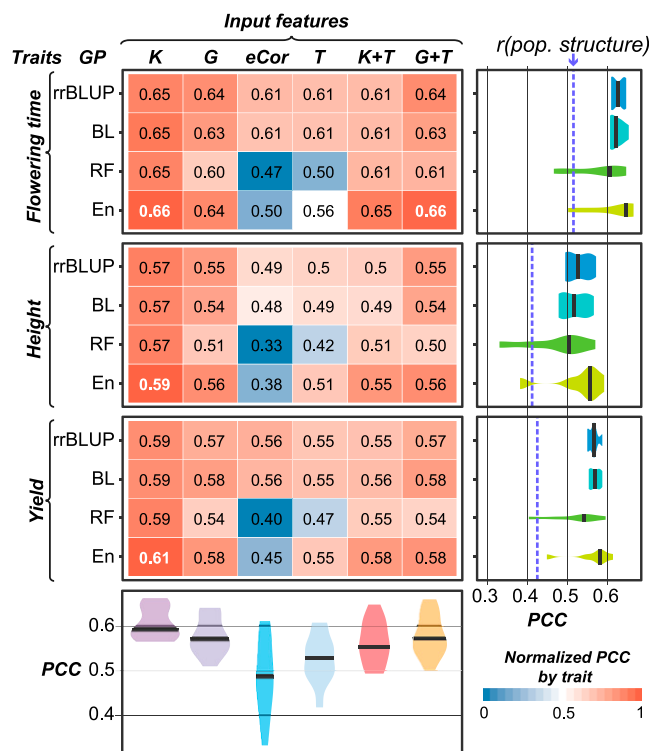 Input features
r(pop. structure)
Traits GP K G eCor T K+T G+T
Flowering time
rrBLUP 0.65 0.64 0.61 0.61 0.61 0.64
BL 0.65 0.63 0.61 0.61 0.61 0.63
RF 0.65 0.60 0.47 0.50 0.61 0.61
En 0.66 0.64 0.50 0.56 0.65 0.66
Height
rrBLUP 0.57 0.55 0.49 0.5 0.5 0.55
BL 0.57 0.54 0.48 0.49 0.49 0.54
RF 0.57 0.51 0.33 0.42 0.51 0.50
En 0.59 0.56 0.38 0.51 0.55 0.56
Yield
rrBLUP 0.59 0.57 0.56 0.55 0.55 0.57
BL 0.59 0.58 0.56 0.55 0.56 0.58
RF 0.59 0.54 0.40 0.47 0.55 0.54
En 0.61 0.58 0.45 0.55 0.58 0.58
0.3 0.4 0.5 0.6
PCC
0.6
PCC 0.5
0.4
Normalized PCC
by trait
0 0.5 1